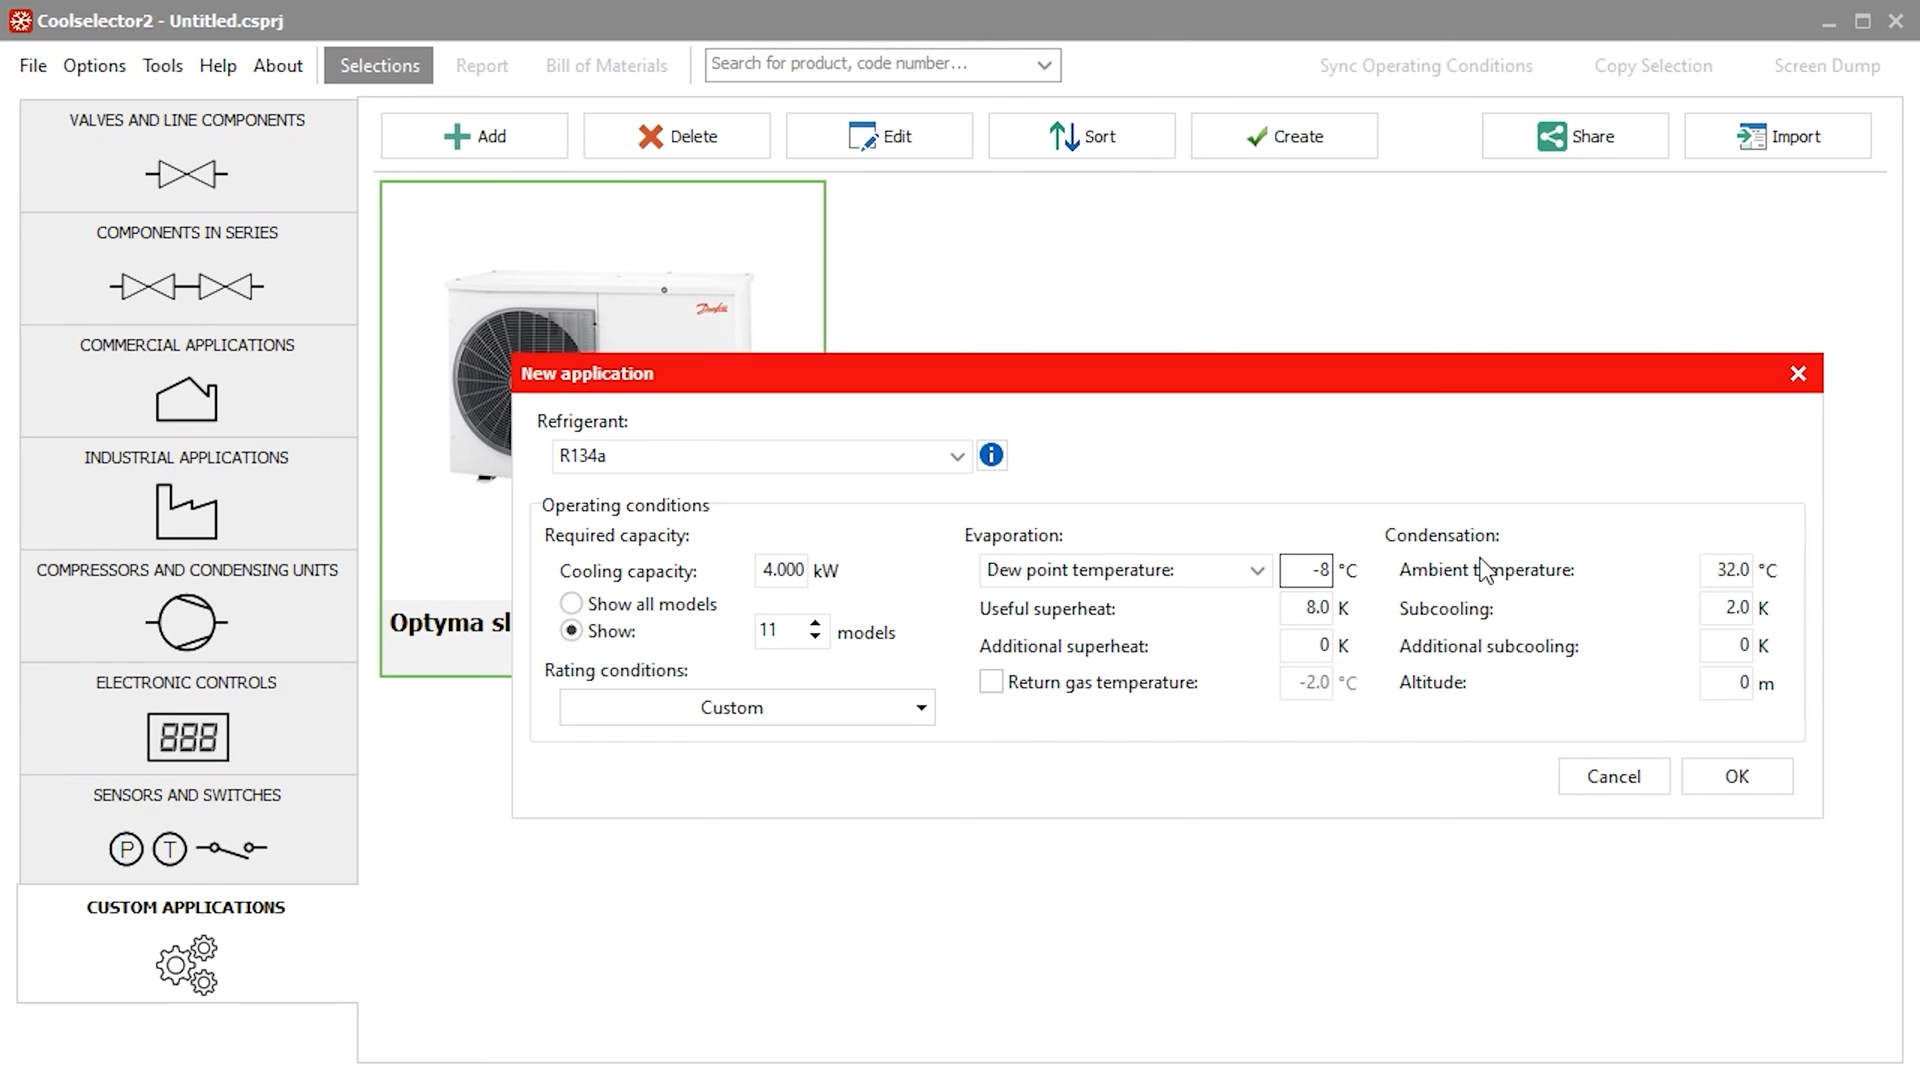 Coolselector2 - Untitled.csprj
File Options Tools Help About Selections Report Bill of Materials Search for product, code number... Sync Operating Conditions Copy Selection Screen Dump
VALVES AND LINE COMPONENTS
COMPONENTS IN SERIES
COMMERCIAL APPLICATIONS
INDUSTRIAL APPLICATIONS
COMPRESSORS AND CONDENSING UNITS
ELECTRONIC CONTROLS
888
SENSORS AND SWITCHES
P T
CUSTOM APPLICATIONS
Add Delete Edit Sort Create Share Import
Danfoss
Optyma sl
New application
Refrigerant:
R134a
Operating conditions
Required capacity:
Cooling capacity: 4.000 kW
Show all models
Show: 11 models
Rating conditions:
Custom
Evaporation:
Dew point temperature: -8 °C
Useful superheat: 8.0 K
Additional superheat: 0 K
Return gas temperature: -2.0 °C
Condensation:
Ambient temperature: 32.0 °C
Subcooling: 2.0 K
Additional subcooling: 0 K
Altitude: 0 m
Cancel OK